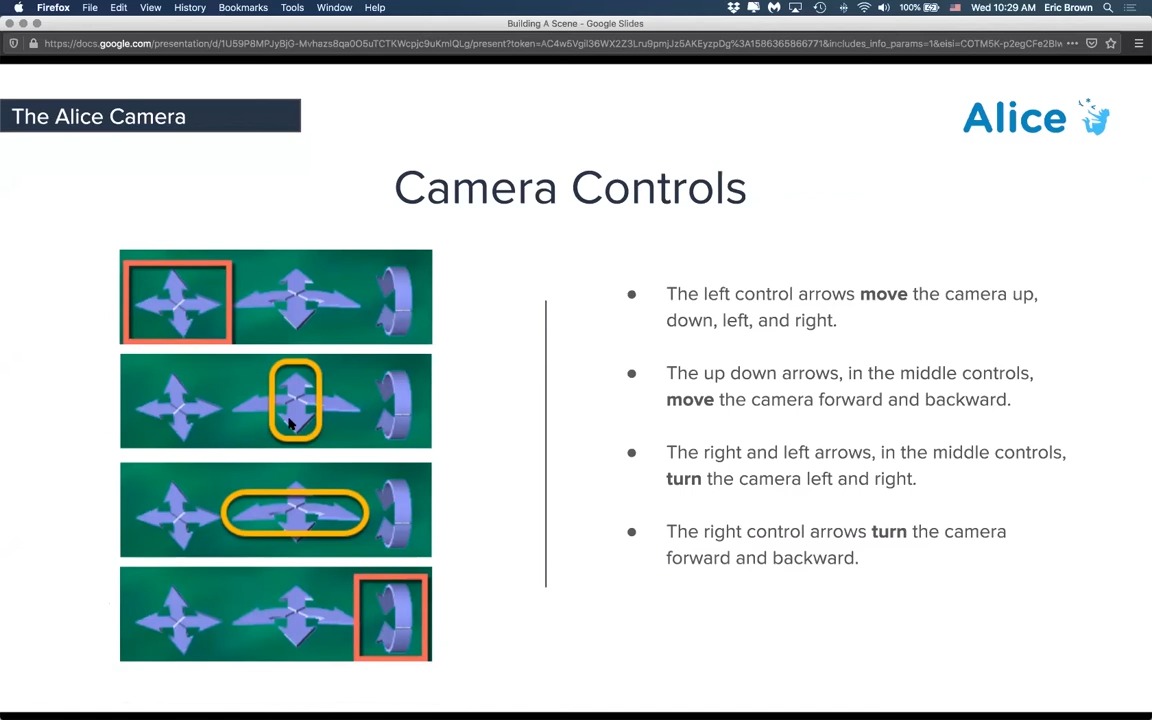 Firefox File Edit View History Bookmarks Tools Window Help 100% Wed 10:29 AM Eric Brown
Building A Scene - Google Slides
The Alice Camera
Alice
Camera Controls
● The left control arrows move the camera up,
down, left, and right.
● The up down arrows, in the middle controls,
move the camera forward and backward.
● The right and left arrows, in the middle controls,
turn the camera left and right.
● The right control arrows turn the camera
forward and backward.